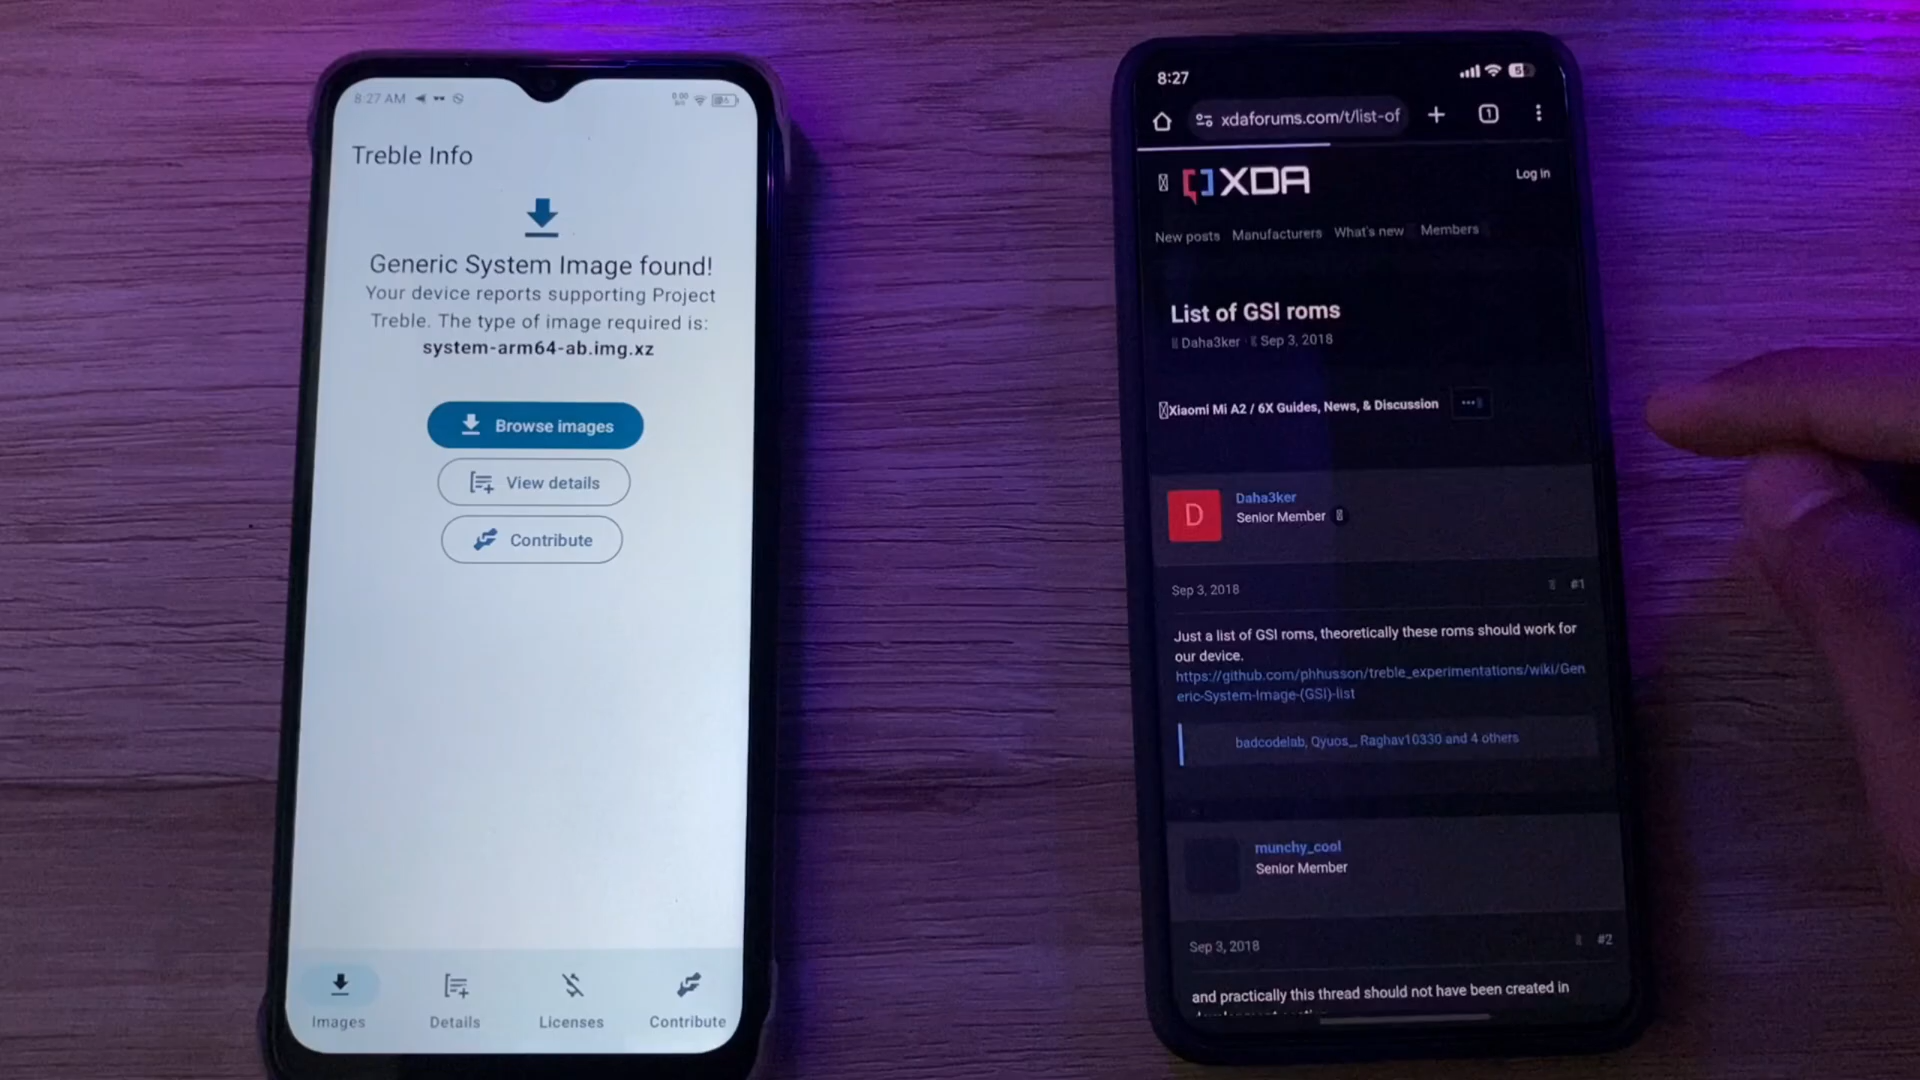 8:27 AM
0.00
Treble Info
Generic System Image found!
Your device reports supporting Project
Treble. The type of image required is:
system-arm64-ab.img.xz
Browse images
View details
Contribute
Images
Details
Licenses
Contribute
8:27
xdaforums.com/t/list-of
1
XDA
Log in
New posts
Manufacturers
What's new
Members
List of GSI roms
Daha3ker · Sep 3, 2018
Xiaomi Mi A2 / 6X Guides, News, & Discussion
D
Daha3ker
Senior Member
Sep 3, 2018
#1
Just a list of GSI roms, theoretically these roms should work for
our device.
https://github.com/phhusson/treble_experimentations/wiki/Gen
eric-System-Image-(GSI)-list
badcodelab, Qyuos_, Raghav10330 and 4 others
munchy_cool
Senior Member
Sep 3, 2018
#2
and practically this thread should not have been created in